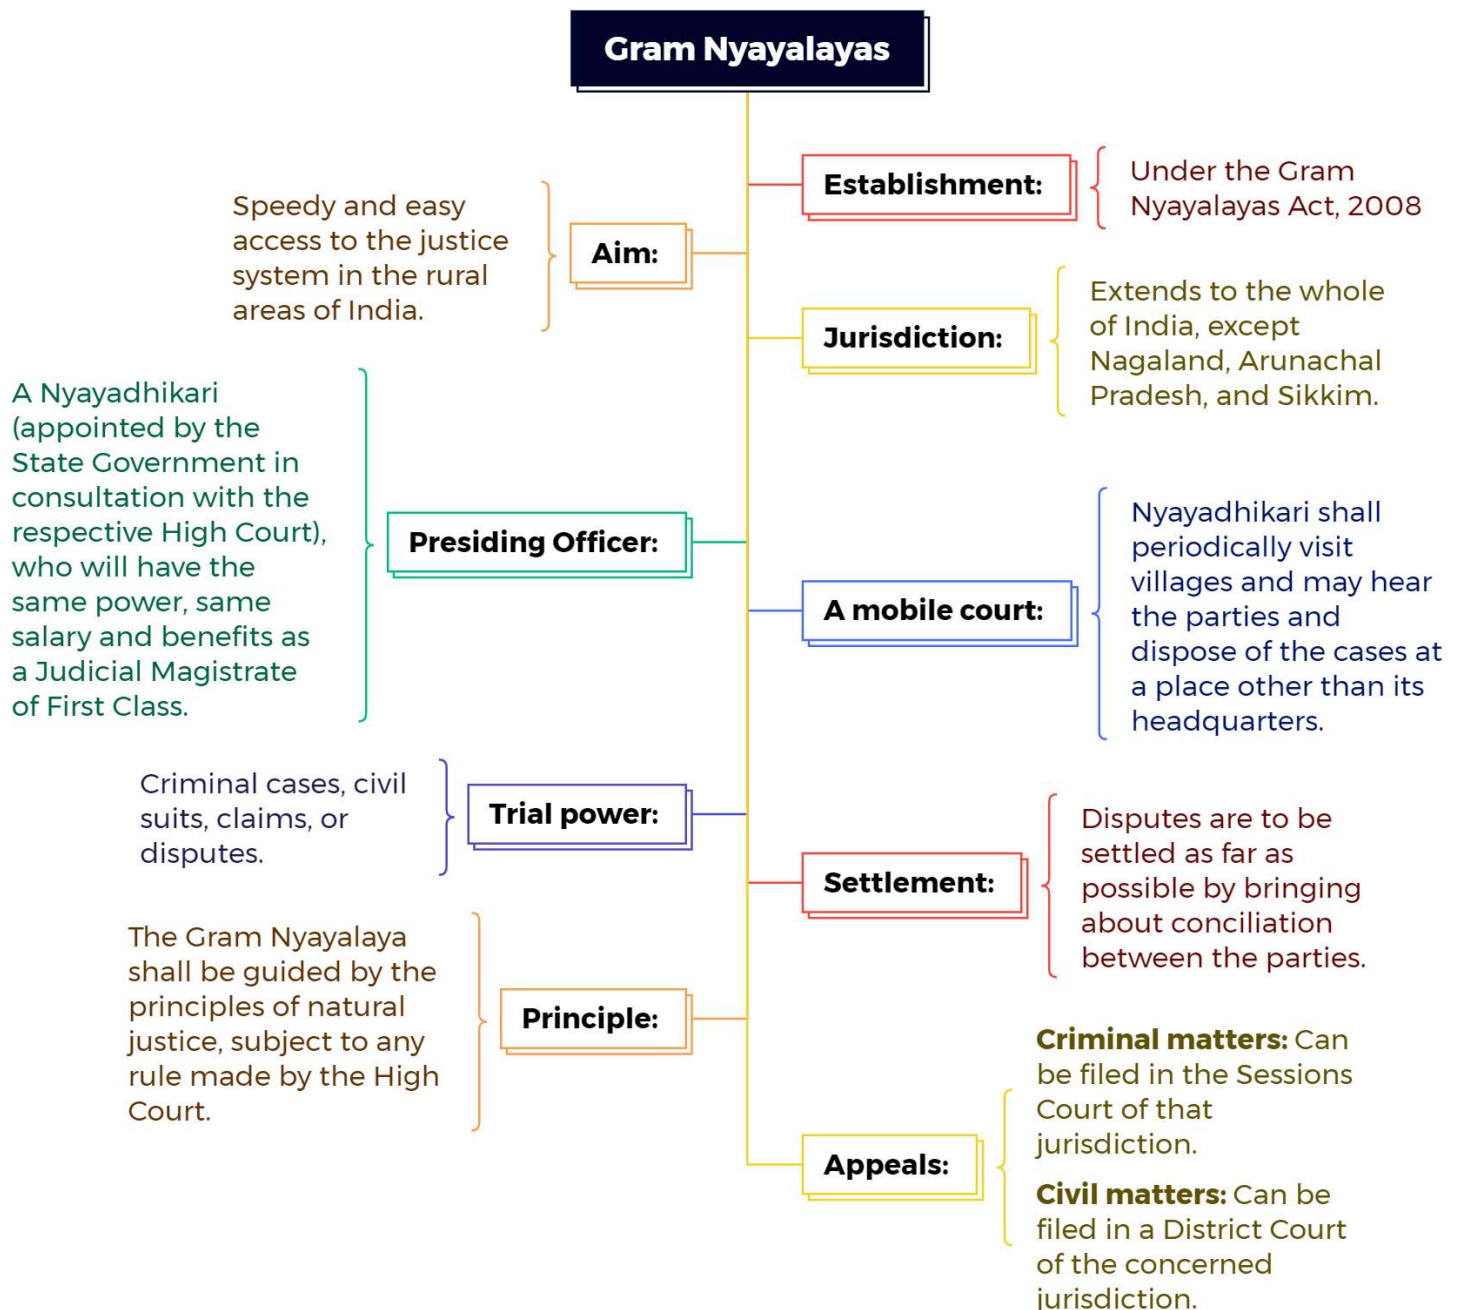 Gram Nyayalayas
Establishment:
Under the Gram
Nyayalayas Act, 2008
Aim:
Speedy and easy
access to the justice
system in the rural
areas of India.
Jurisdiction:
Extends to the whole
of India, except
Nagaland, Arunachal
Pradesh, and Sikkim.
Presiding Officer:
A Nyayadhikari
(appointed by the
State Government in
consultation with the
respective High Court),
who will have the
same power, same
salary and benefits as
a Judicial Magistrate
of First Class.
A mobile court:
Nyayadhikari shall
periodically visit
villages and may hear
the parties and
dispose of the cases at
a place other than its
headquarters.
Trial power:
Criminal cases, civil
suits, claims, or
disputes.
Settlement:
Disputes are to be
settled as far as
possible by bringing
about conciliation
between the parties.
Principle:
The Gram Nyayalaya
shall be guided by the
principles of natural
justice, subject to any
rule made by the High
Court.
Appeals:
Criminal matters: Can
be filed in the Sessions
Court of that
jurisdiction.
Civil matters: Can be
filed in a District Court
of the concerned
jurisdiction.